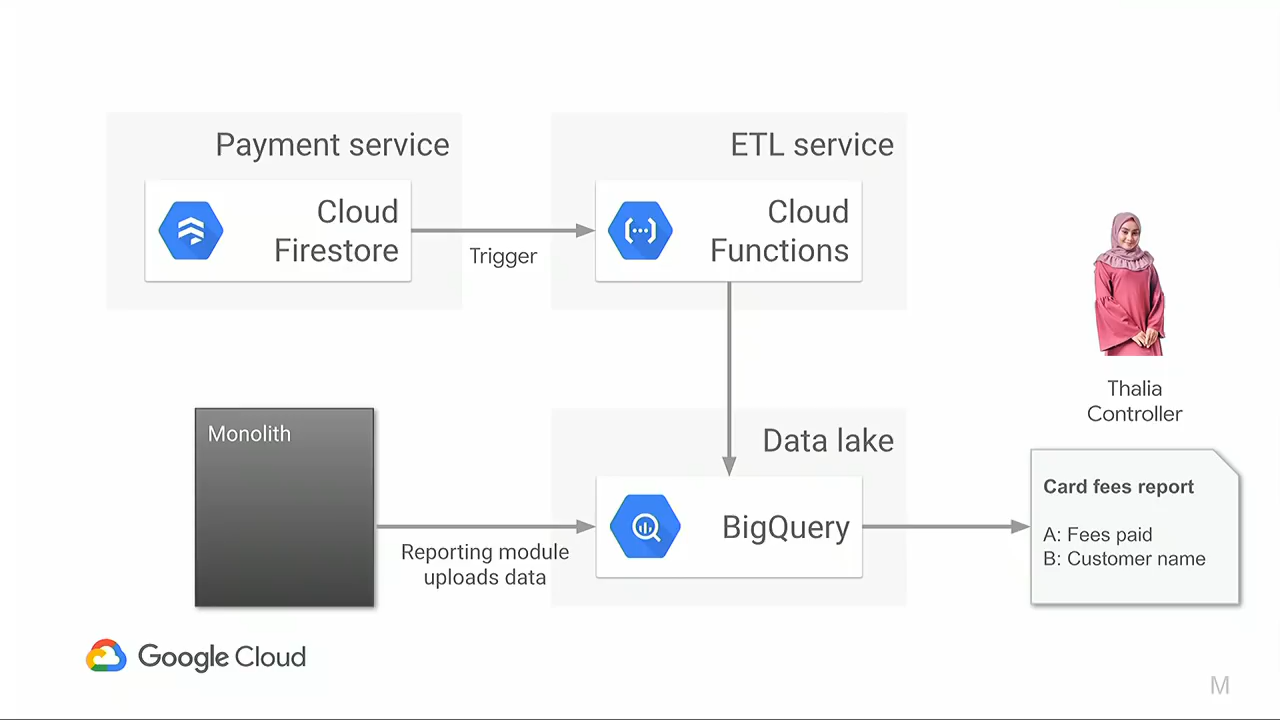 Payment service
Cloud
Firestore
Trigger
ETL service
Cloud
Functions
Thalia
Controller
Monolith
Reporting module
uploads data
Data lake
BigQuery
Card fees report
A: Fees paid
B: Customer name
Google Cloud
M